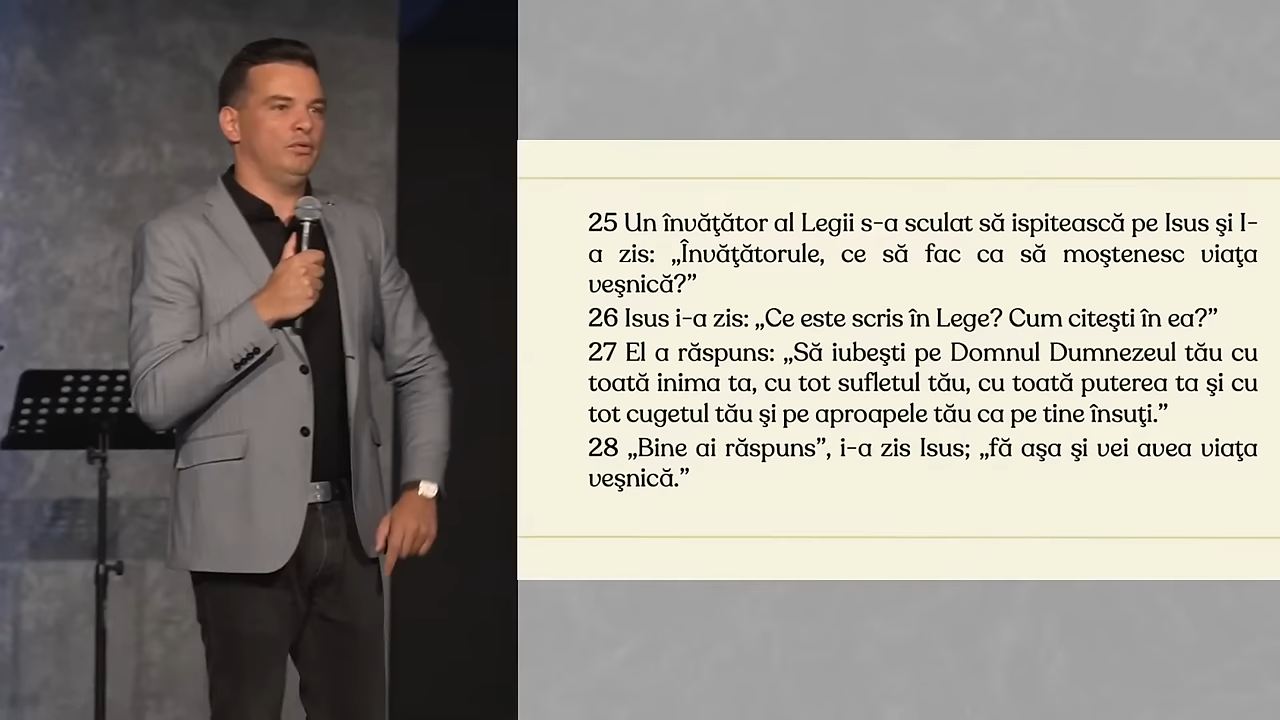 25 Un învăţător al Legii s-a sculat să ispitească pe Isus şi I-
a zis: „Învăţătorule, ce să fac ca să moştenesc viaţa
veşnică?”
26 Isus i-a zis: „Ce este scris în Lege? Cum citeşti în ea?”
27 El a răspuns: „Să iubeşti pe Domnul Dumnezeul tău cu
toată inima ta, cu tot sufletul tău, cu toată puterea ta şi cu
tot cugetul tău şi pe aproapele tău ca pe tine însuţi.”
28 „Bine ai răspuns”, i-a zis Isus; „fă aşa şi vei avea viaţa
veşnică.”